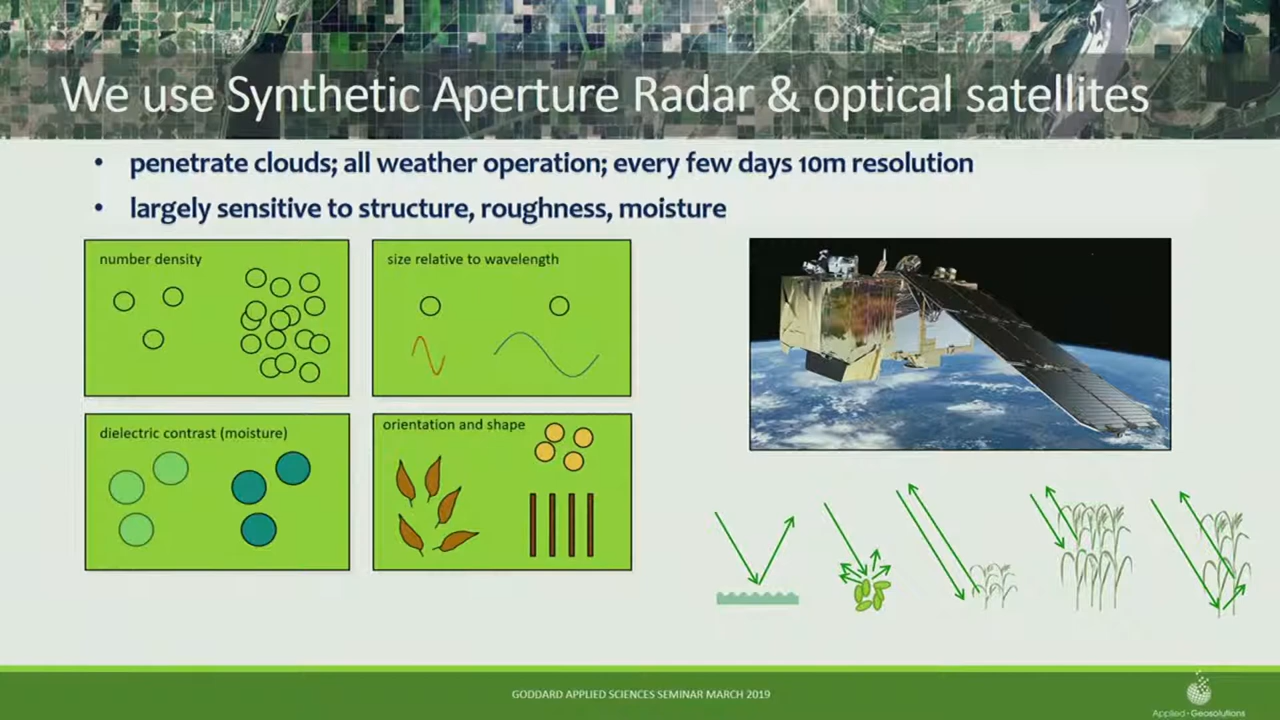 We use Synthetic Aperture Radar & optical satellites
• penetrate clouds; all weather operation; every few days 10m resolution
• largely sensitive to structure, roughness, moisture
number density
size relative to wavelength
dielectric contrast (moisture)
orientation and shape
GODDARD APPLIED SCIENCES SEMINAR MARCH 2019
Applied • Geosolutions